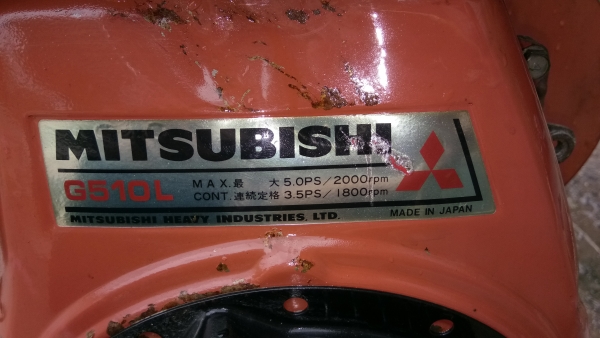 MITSUBISHI
G510L
MAX.最 大 5.0PS/2000rpm
CONT.連続定格 3.5PS/1800rpm
MITSUBISHI HEAVY INDUSTRIES, LTD.
MADE IN JAPAN